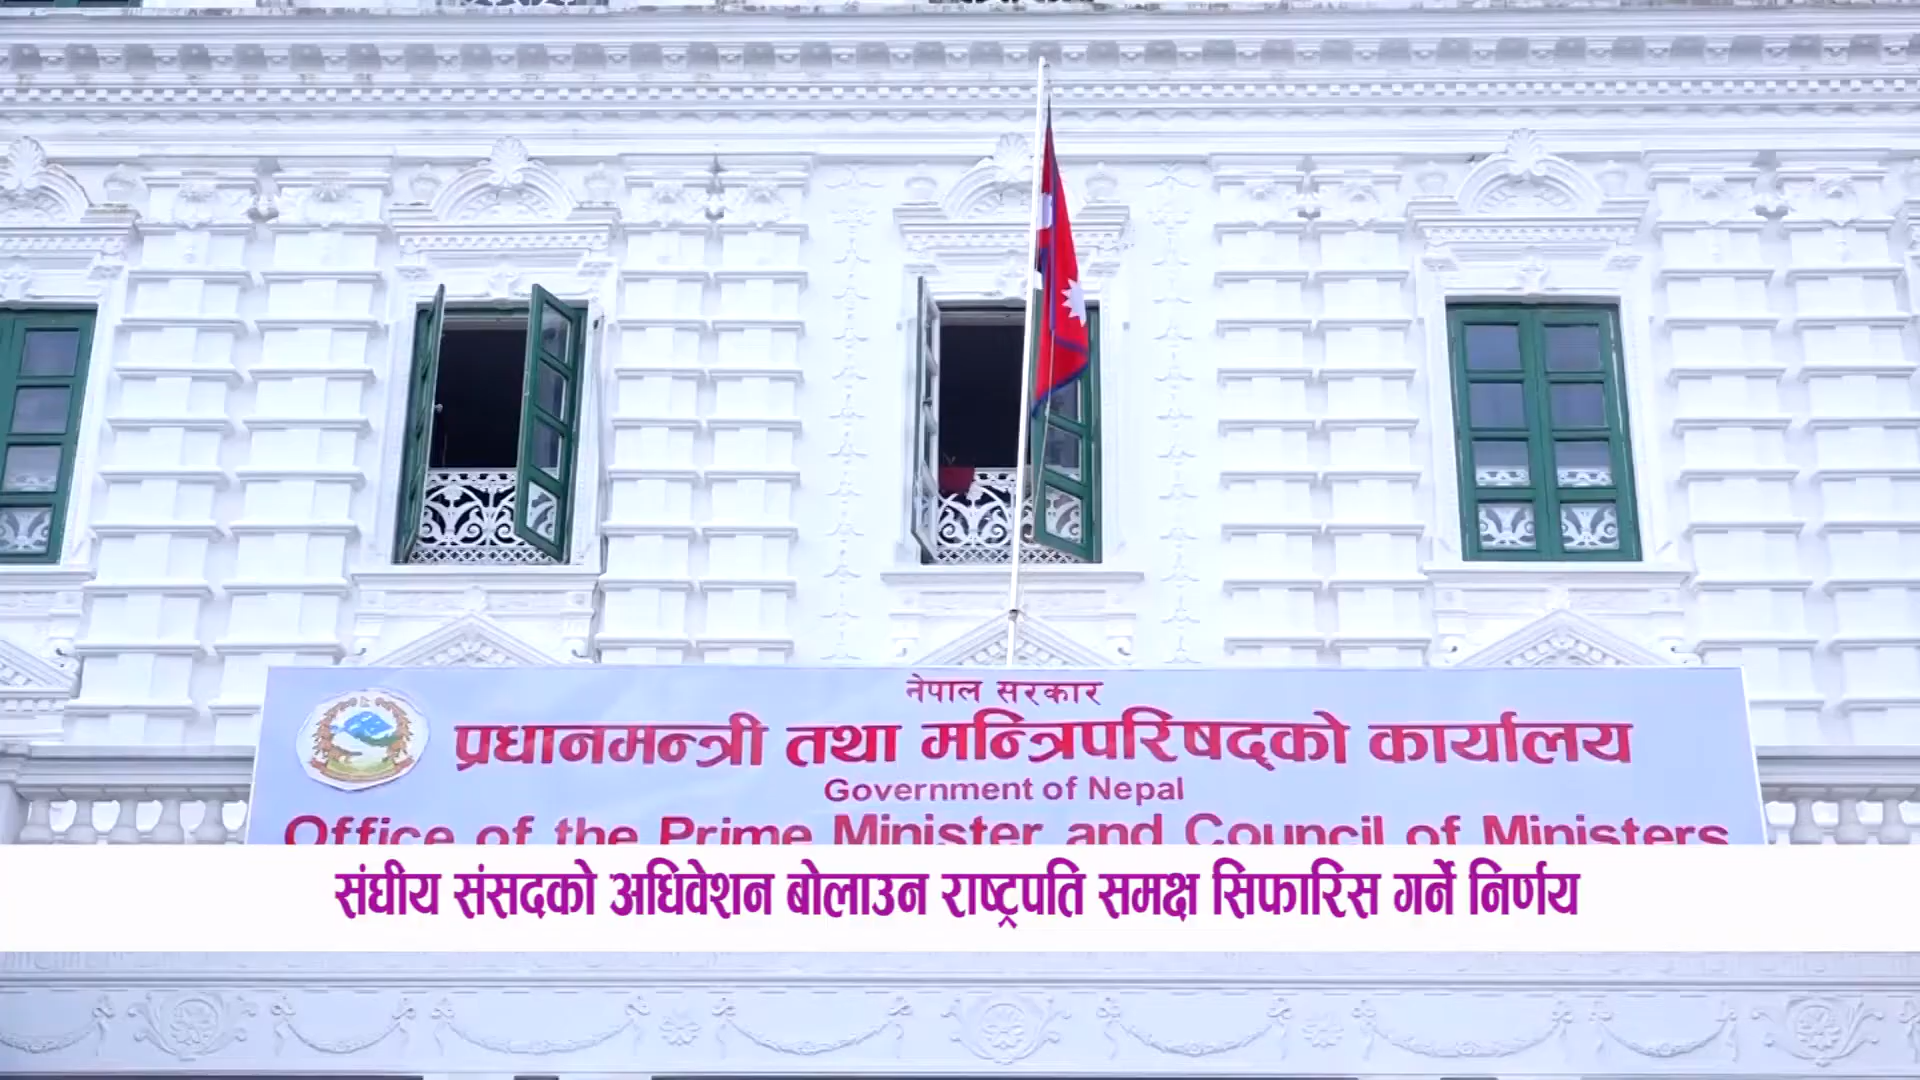 नेपाल सरकार
प्रधानमन्त्री तथा मन्त्रिपरिषद्को कार्यालय
Government of Nepal
Office of the Prime Minister and Council of Ministers
संघीय संसदको अधिवेशन बोलाउन राष्ट्रपति समक्ष सिफारिस गर्ने निर्णय